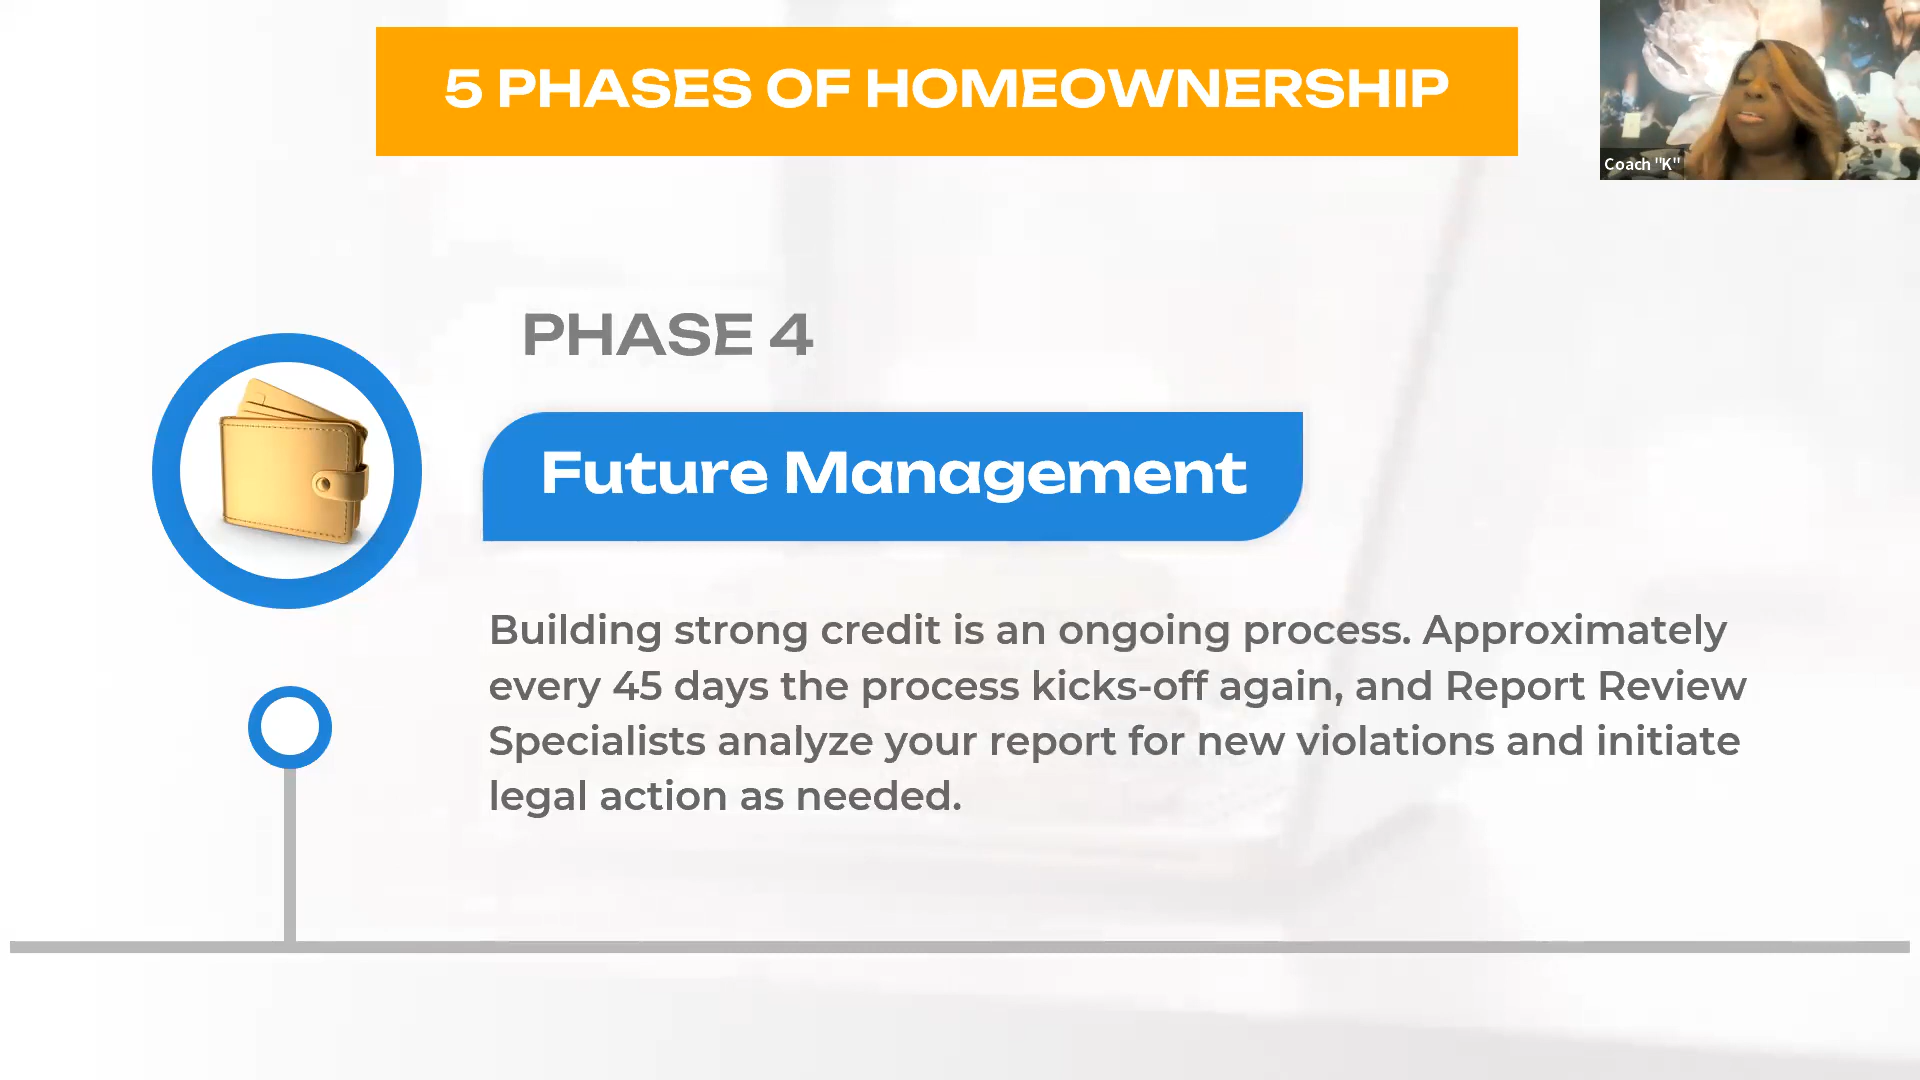 5 PHASES OF HOMEOWNERSHIP
Coach "K"
PHASE 4
Future Management
Building strong credit is an ongoing process. Approximately
every 45 days the process kicks-off again, and Report Review
Specialists analyze your report for new violations and initiate
legal action as needed.